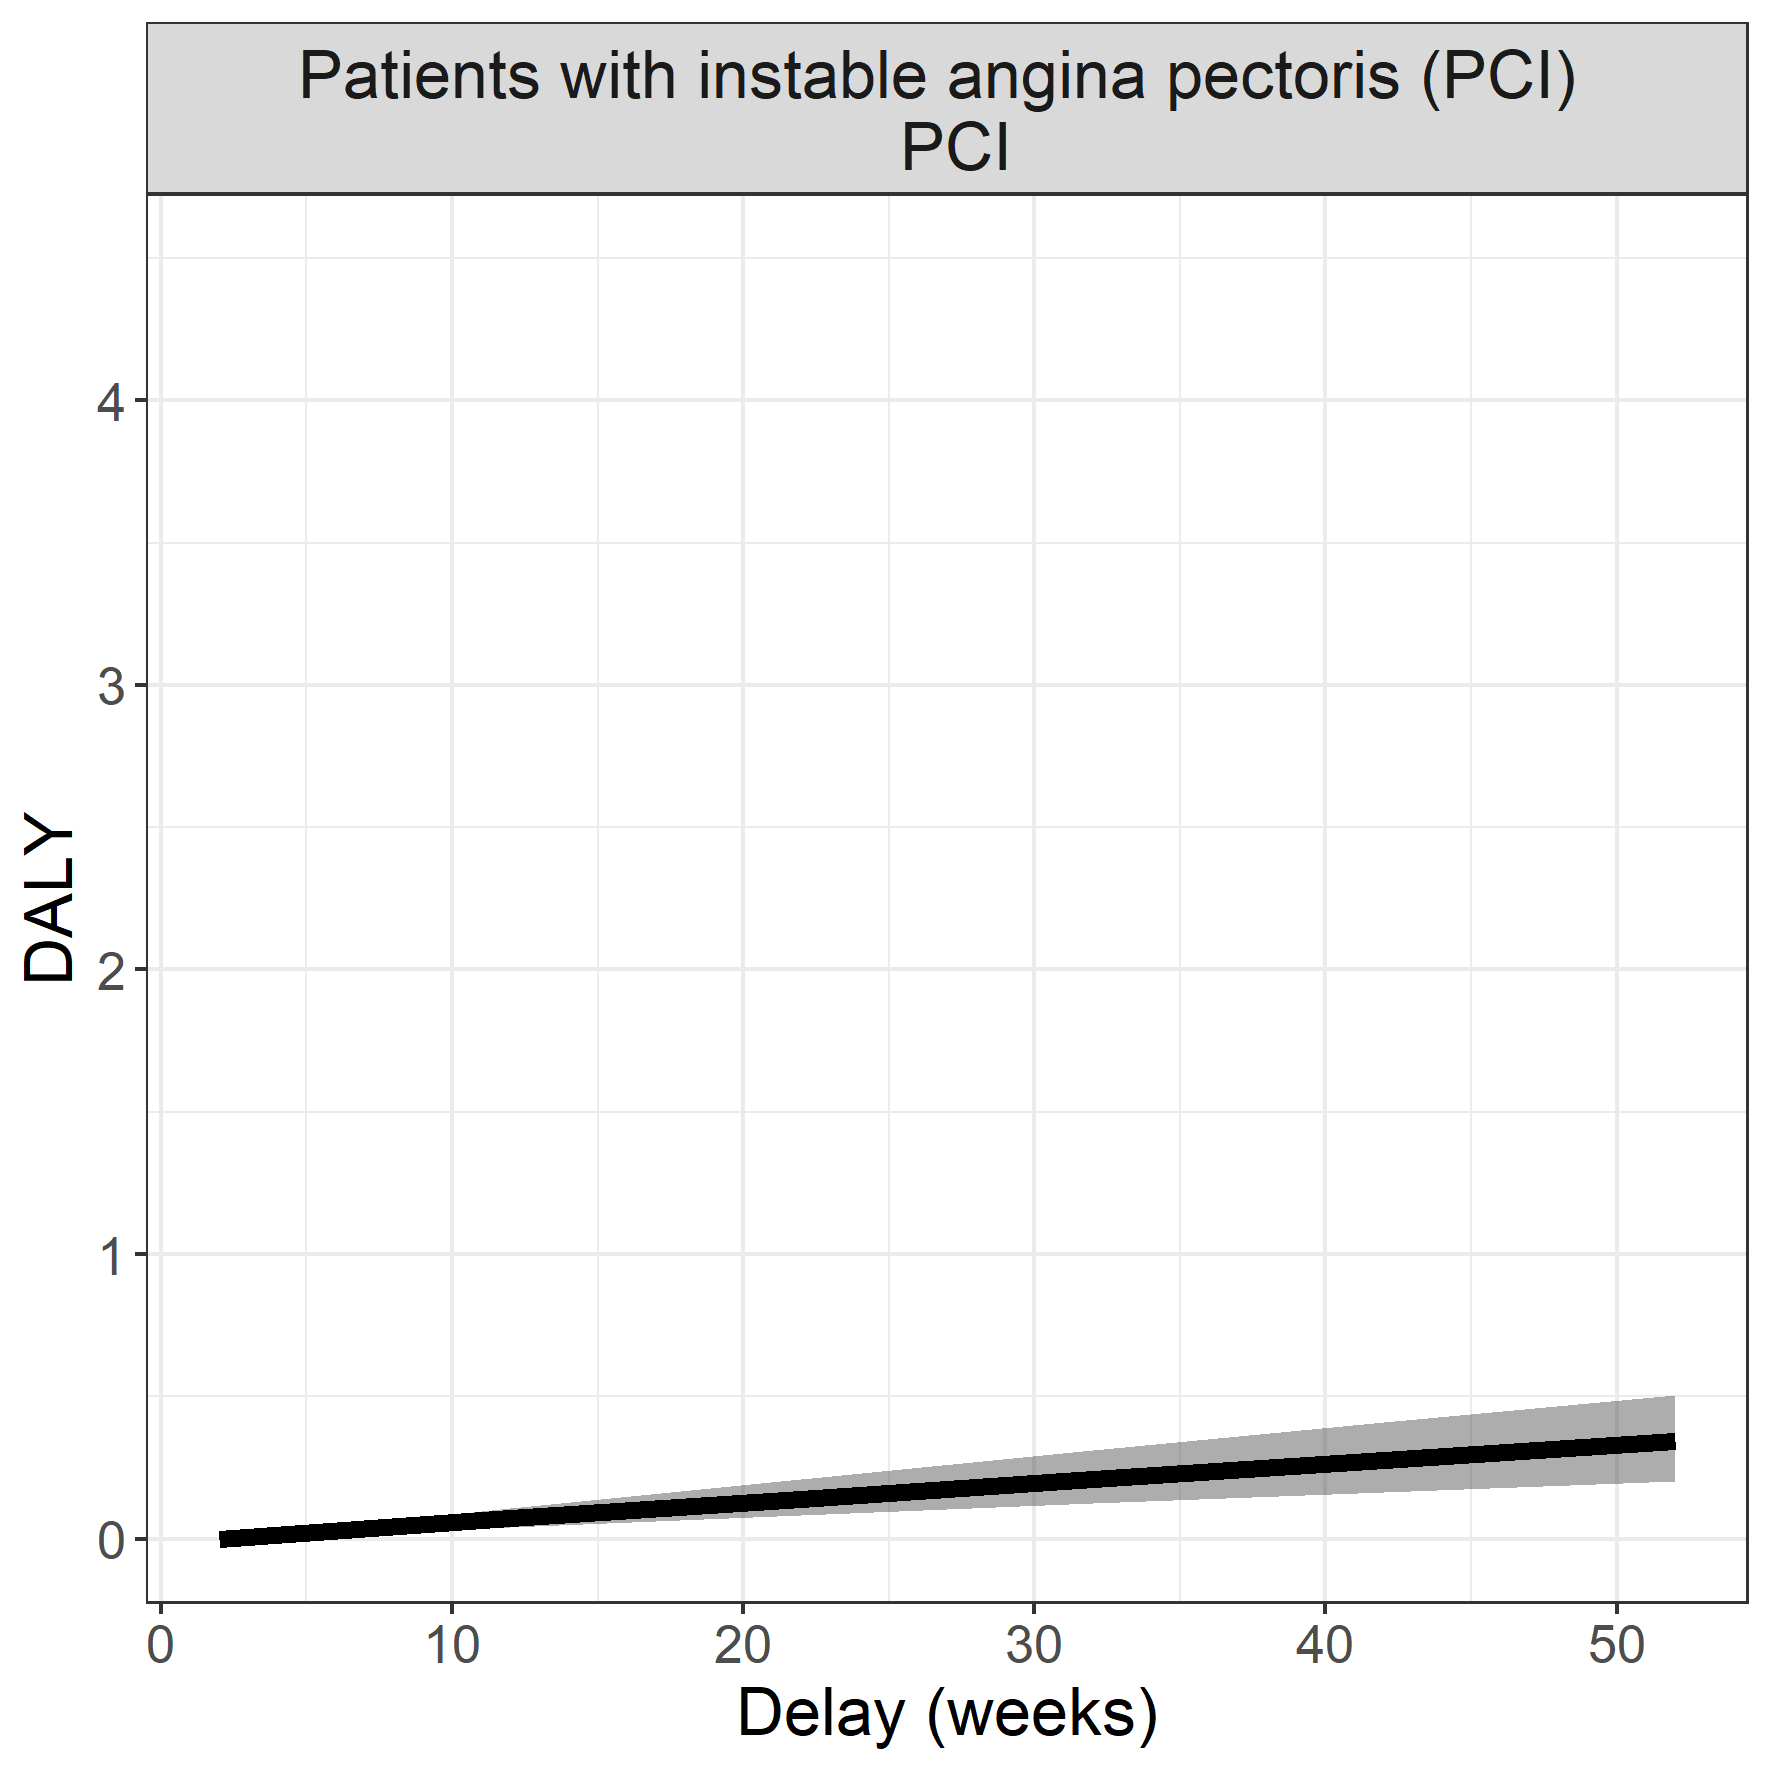 Patients with instable angina pectoris (PCI)
PCI
4
3
2
1
0
DALY
0 10 20 30 40 50
Delay (weeks)